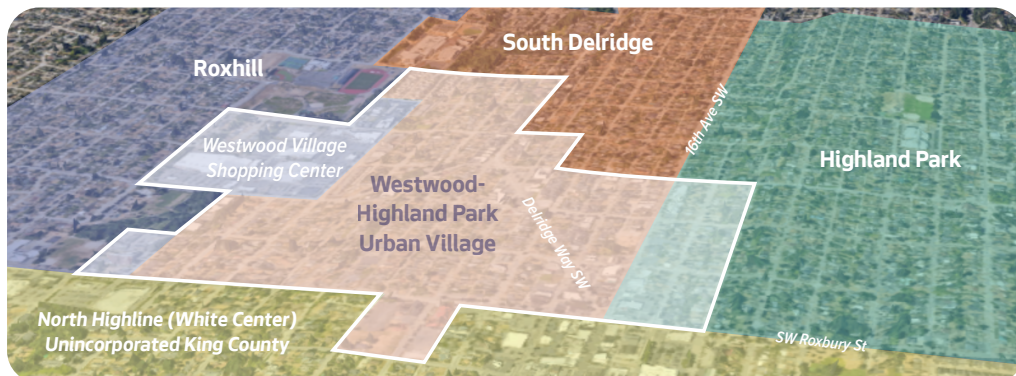 South Delridge
Roxhill
16th Ave SW
Westwood Village
Shopping Center
Highland Park
Westwood-
Highland Park
Urban Village
Delridge Way SW
North Highline (White Center)
Unincorporated King County
SW Roxbury St